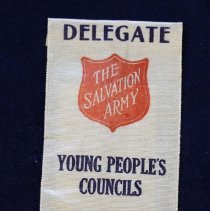 DELEGATE
THE
SALVATION
ARMY
YOUNG PEOPLE'S
COUNCILS